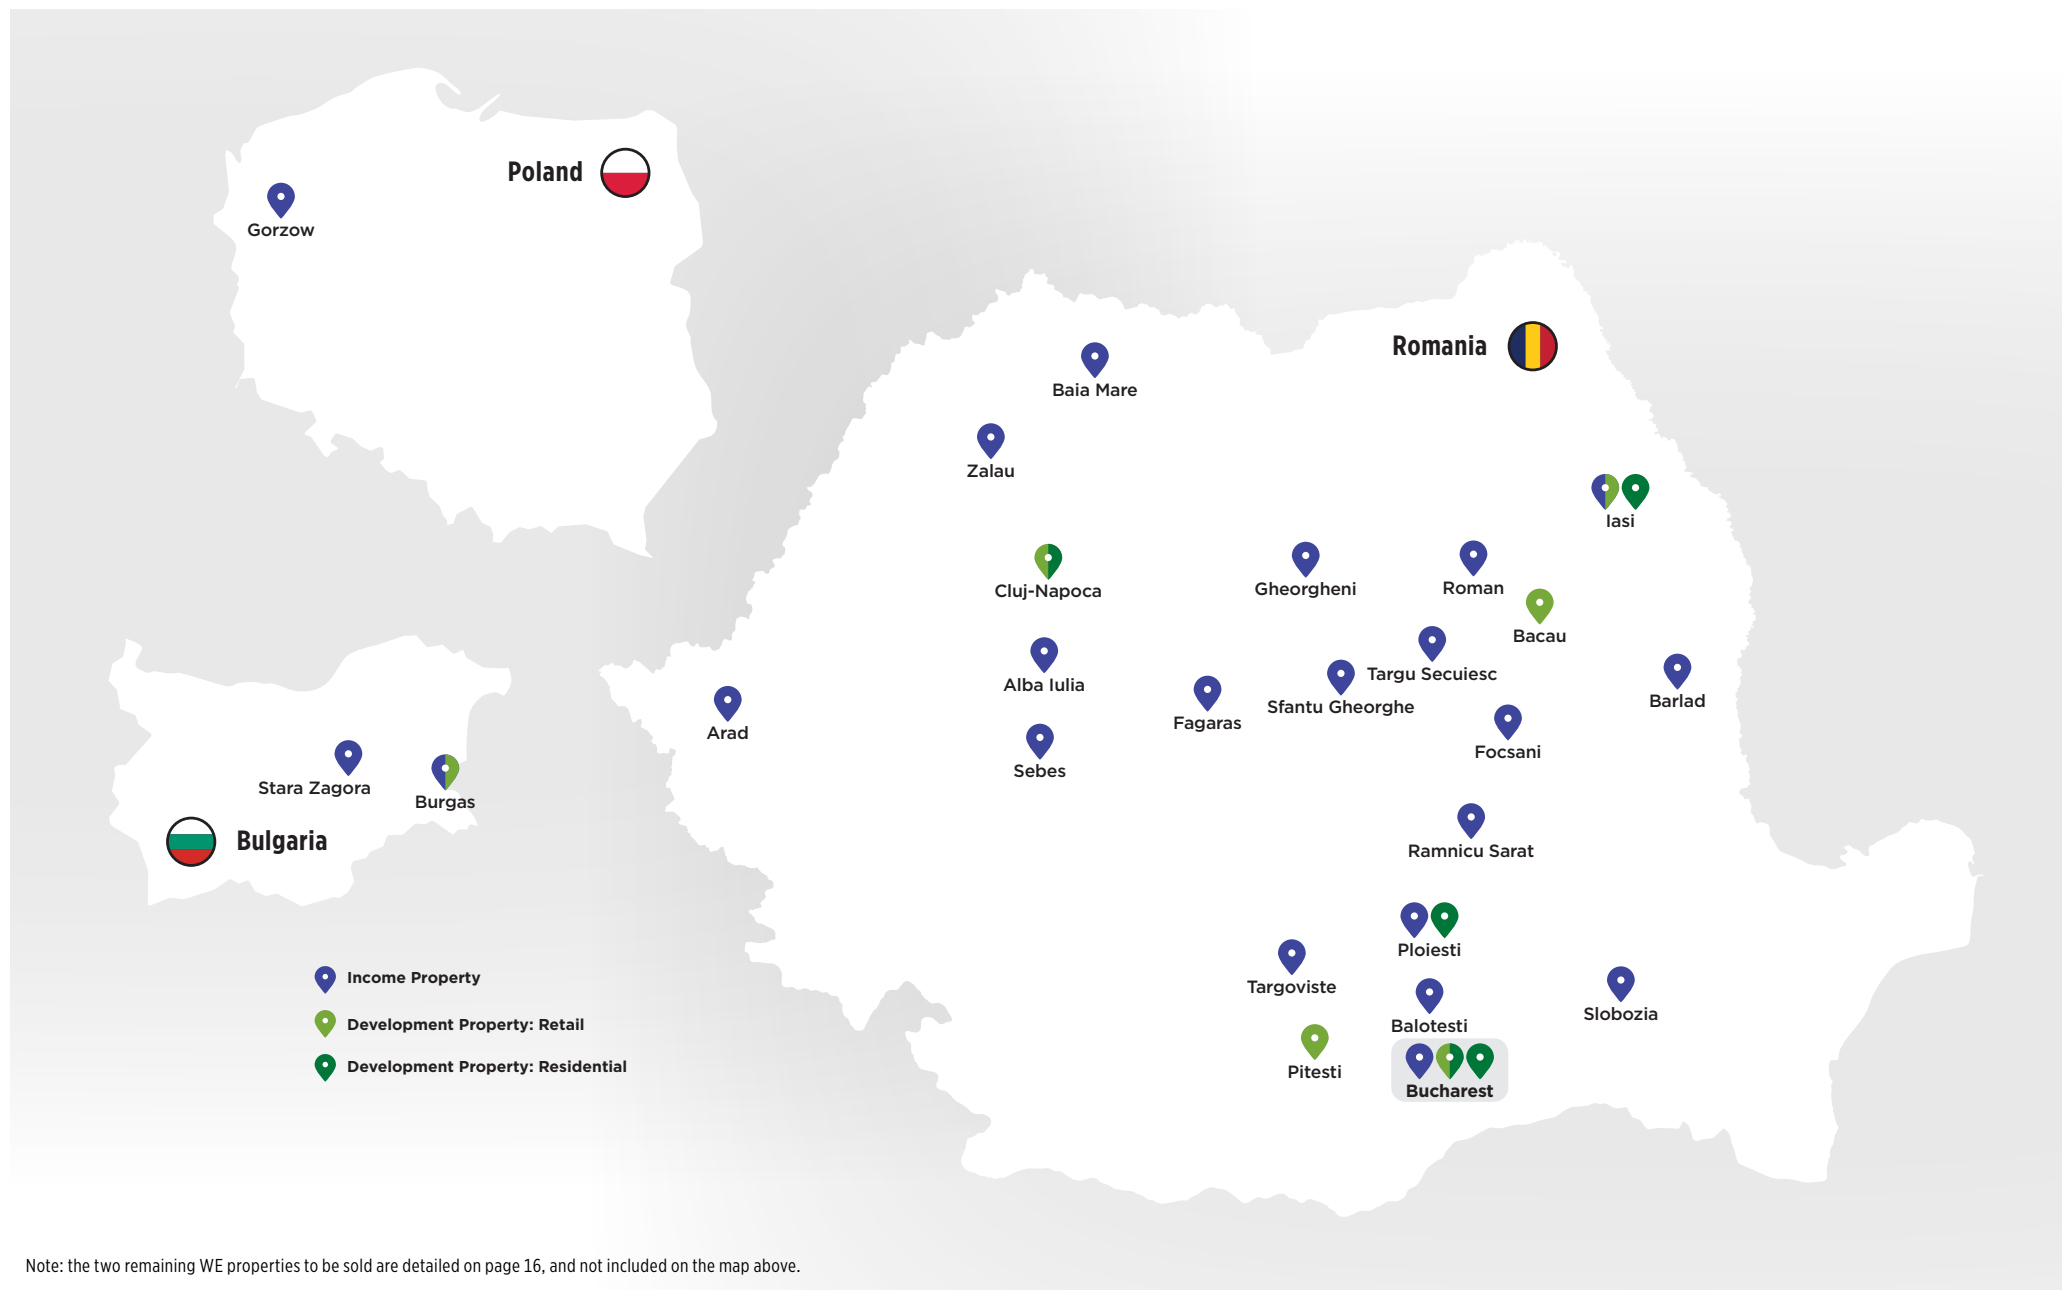 Poland
Gorzow
Romania
Baia Mare
Zalau
Iasi
Cluj-Napoca
Gheorgheni
Roman
Bacau
Alba Iulia
Targu Secuiesc
Barlad
Sfantu Gheorghe
Fagaras
Arad
Focsani
Sebes
Stara Zagora
Burgas
Bulgaria
Ramnicu Sarat
Ploiesti
Targoviste
Slobozia
Balotesti
Pitesti
Bucharest
Income Property
Development Property: Retail
Development Property: Residential
Note: the two remaining WE properties to be sold are detailed on page 16, and not included on the map above.